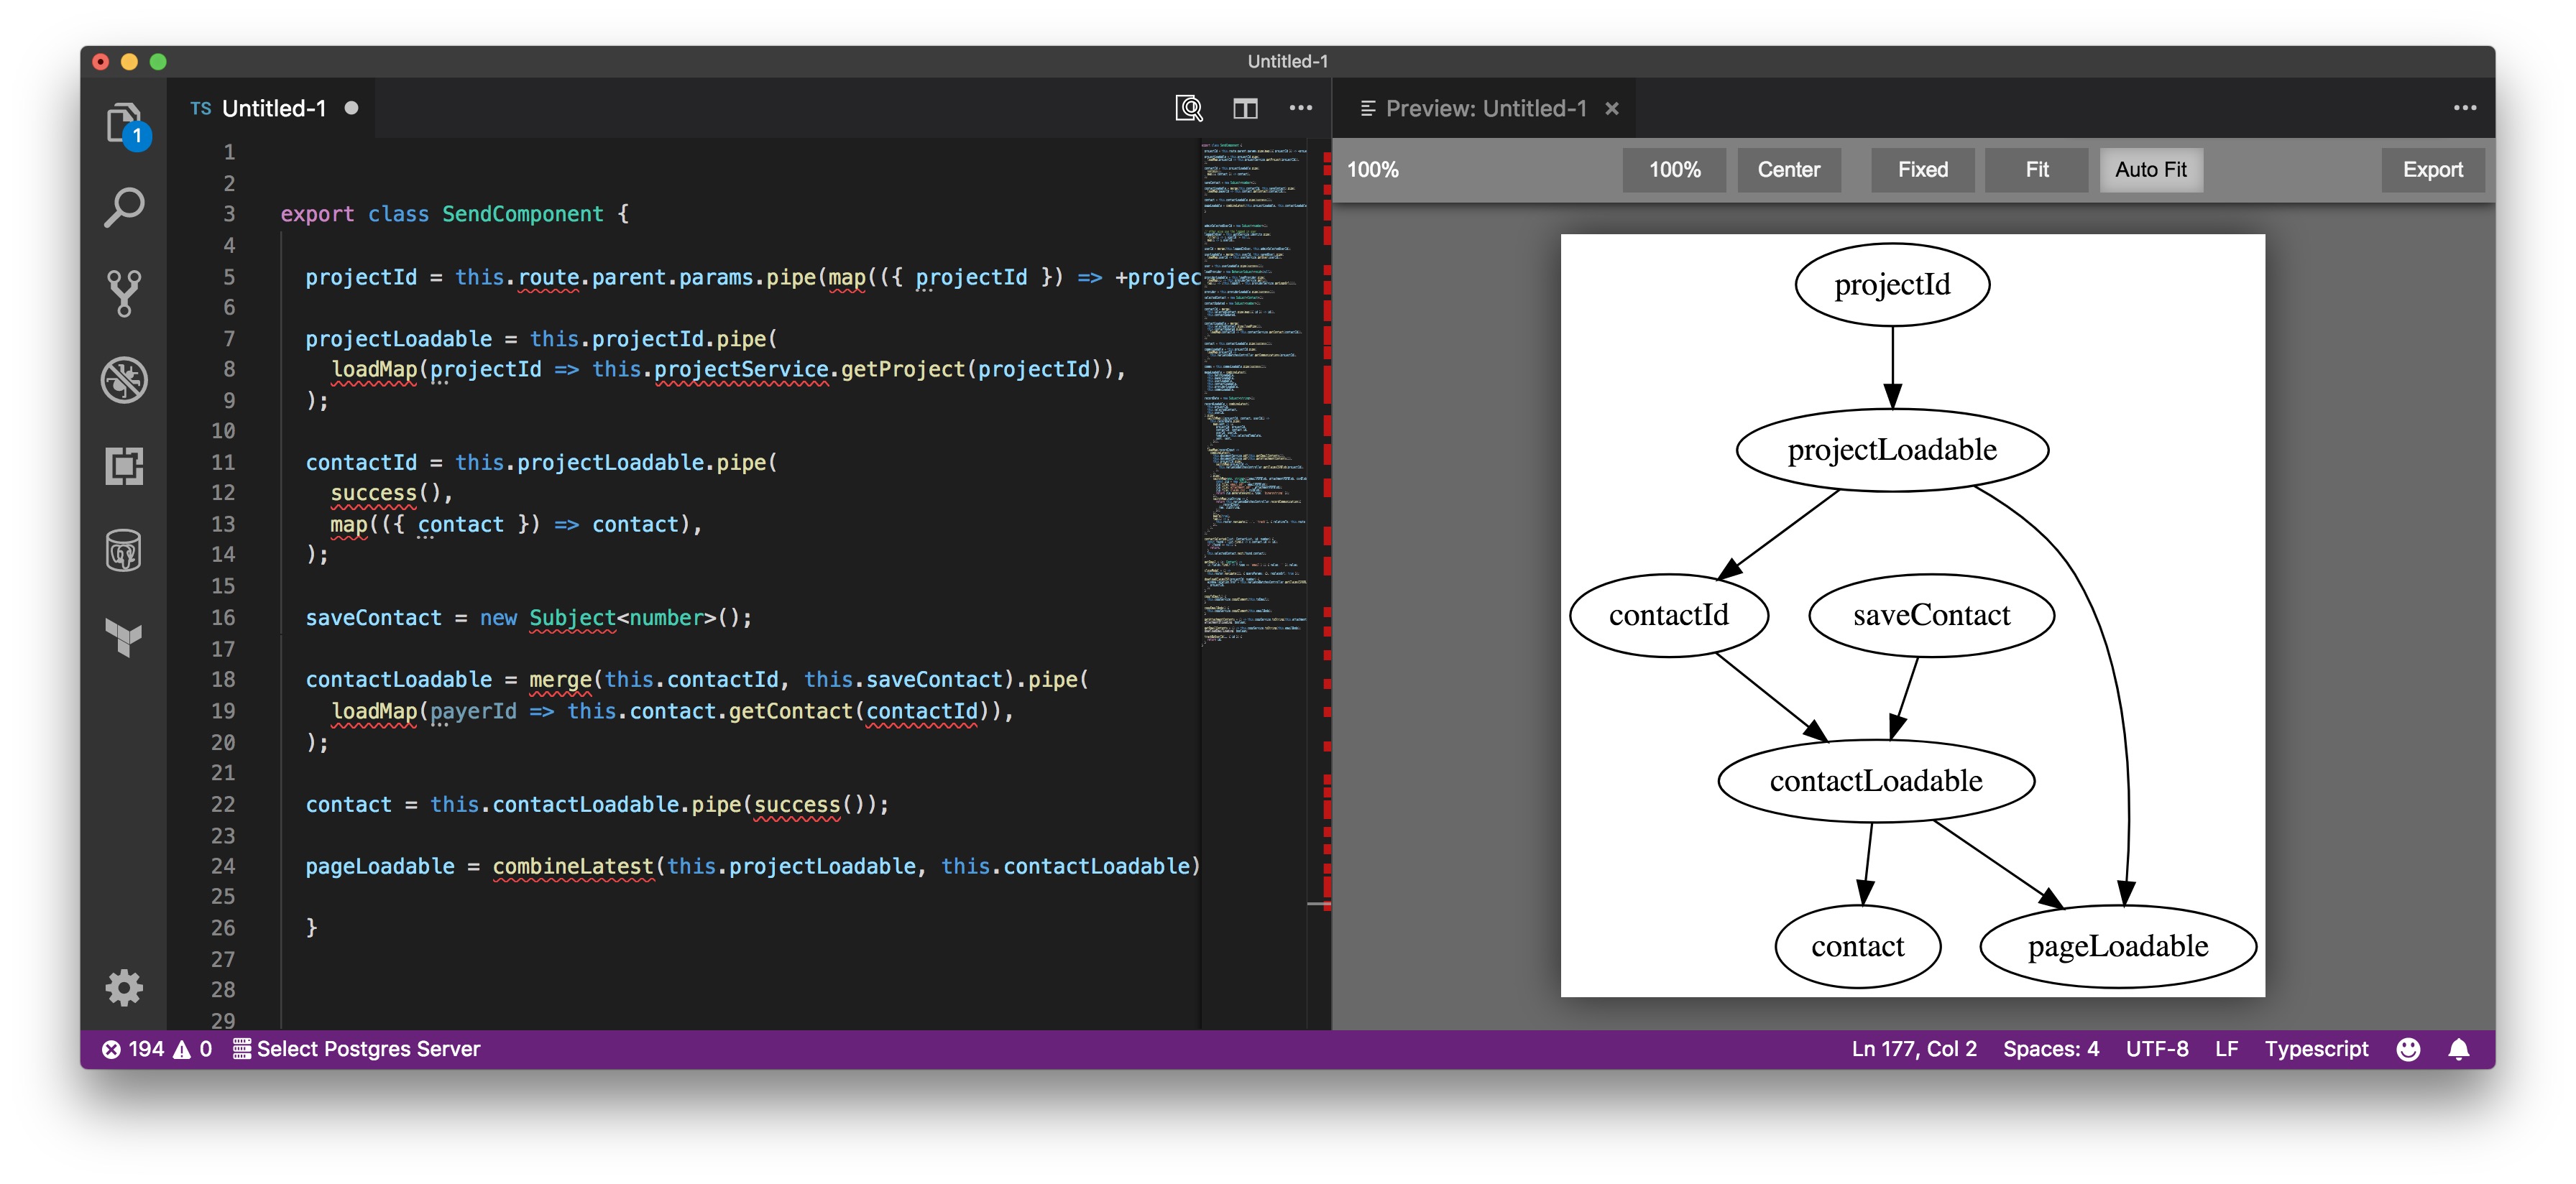 Untitled-1
1
TS Untitled-1
Preview: Untitled-1
100% 100% Center Fixed Fit Auto Fit Export
1
2
3 export class SendComponent {
4
5 projectId = this.route.parent.params.pipe(map(({ projectId }) => +projec
6
7 projectLoadable = this.projectId.pipe(
8 loadMap(projectId => this.projectService.getProject(projectId)),
9 );
10
11 contactId = this.projectLoadable.pipe(
12 success(),
13 map(({ contact }) => contact),
14 );
15
16 saveContact = new Subject<number>();
17
18 contactLoadable = merge(this.contactId, this.saveContact).pipe(
19 loadMap(payerId => this.contact.getContact(contactId)),
20 );
21
22 contact = this.contactLoadable.pipe(success());
23
24 pageLoadable = combineLatest(this.projectLoadable, this.contactLoadable)
25
26 }
27
28
29
projectId
projectLoadable
contactId saveContact
contactLoadable
contact pageLoadable
194 0 Select Postgres Server Ln 177, Col 2 Spaces: 4 UTF-8 LF Typescript